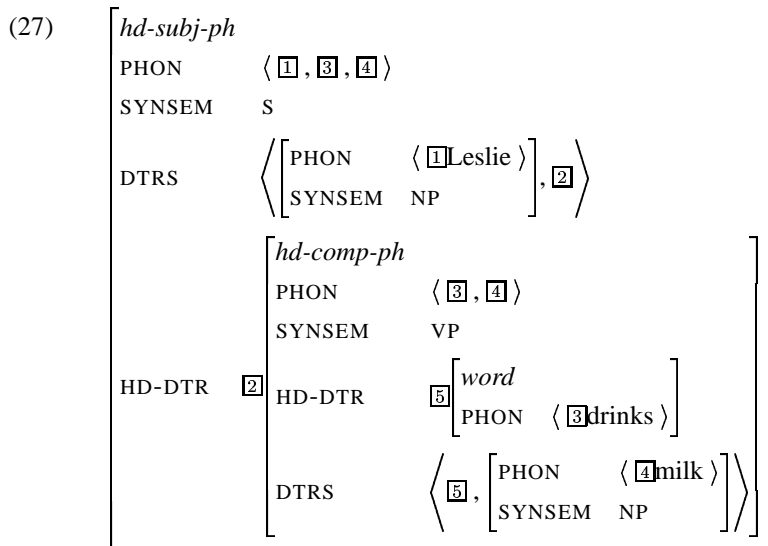 (27)
hd-subj-ph
PHON ⟨ 1 , 3 , 4 ⟩
SYNSEM S
DTRS ⟨ [ PHON ⟨ 1 Leslie ⟩
SYNSEM NP ] , 2 ⟩
HD-DTR 2
hd-comp-ph
PHON ⟨ 3 , 4 ⟩
SYNSEM VP
HD-DTR 5
word
PHON ⟨ 3 drinks ⟩
DTRS ⟨ 5 , [ PHON ⟨ 4 milk ⟩
SYNSEM NP ] ⟩